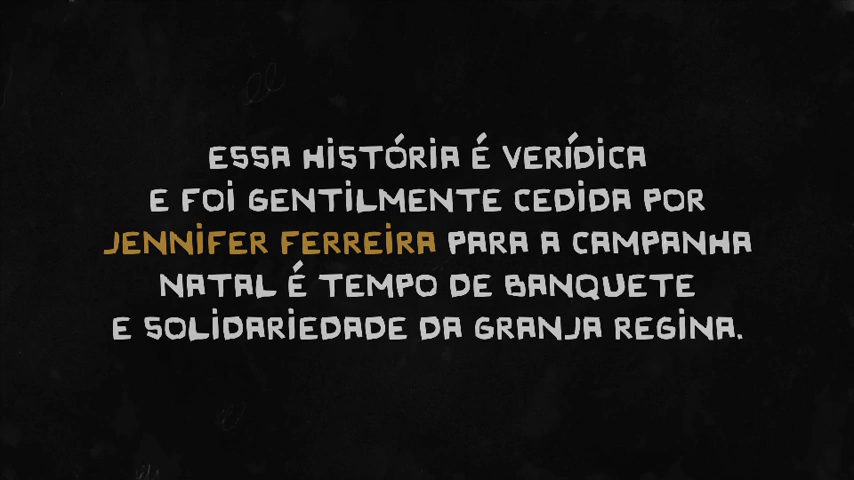 ESSA HISTÓRIA É VERÍDICA
E FOI GENTILMENTE CEDIDA POR
JENNIFER FERREIRA PARA A CAMPANHA
NATAL É TEMPO DE BANQUETE
E SOLIDARIEDADE DA GRANJA REGINA.